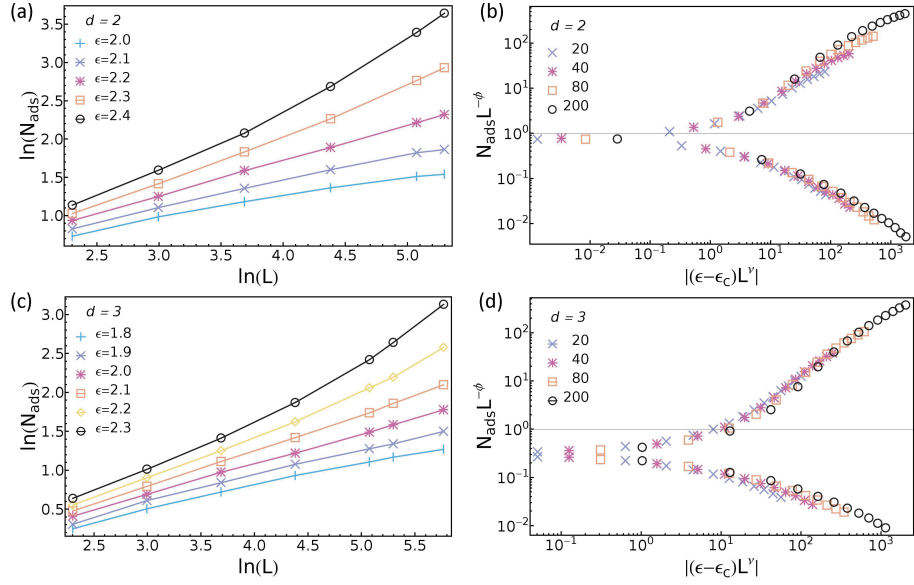 (a)
d = 2
ϵ=2.0
ϵ=2.1
ϵ=2.2
ϵ=2.3
ϵ=2.4
3.5
3.0
2.5
2.0
1.5
1.0
ln(N_ads)
2.5 3.0 3.5 4.0 4.5 5.0
ln(L)
(b)
d = 2
20
40
80
200
10^2
10^1
10^0
10^-1
10^-2
N_ads L^-ϕ
10^-2 10^-1 10^0 10^1 10^2 10^3
|(ϵ-ϵ_C)L^ν|
(c)
d = 3
ϵ=1.8
ϵ=1.9
ϵ=2.0
ϵ=2.1
ϵ=2.2
ϵ=2.3
3.0
2.5
2.0
1.5
1.0
0.5
ln(N_ads)
2.5 3.0 3.5 4.0 4.5 5.0 5.5
ln(L)
(d)
d = 3
20
40
80
200
10^2
10^1
10^0
10^-1
10^-2
N_ads L^-ϕ
10^-1 10^0 10^1 10^2 10^3
|(ϵ-ϵ_C)L^ν|